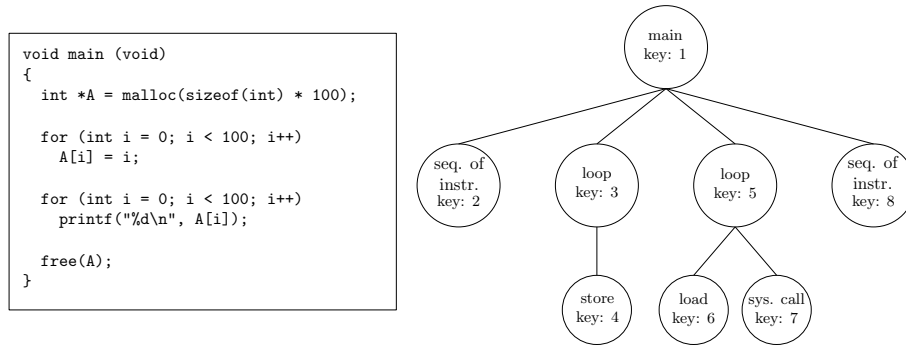 void main (void)
{
int *A = malloc(sizeof(int) * 100);
for (int i = 0; i < 100; i++)
A[i] = i;
for (int i = 0; i < 100; i++)
printf("%d\n", A[i]);
free(A);
}
main
key: 1
seq. of
instr.
key: 2
loop
key: 3
loop
key: 5
seq. of
instr.
key: 8
store
key: 4
load
key: 6
sys. call
key: 7